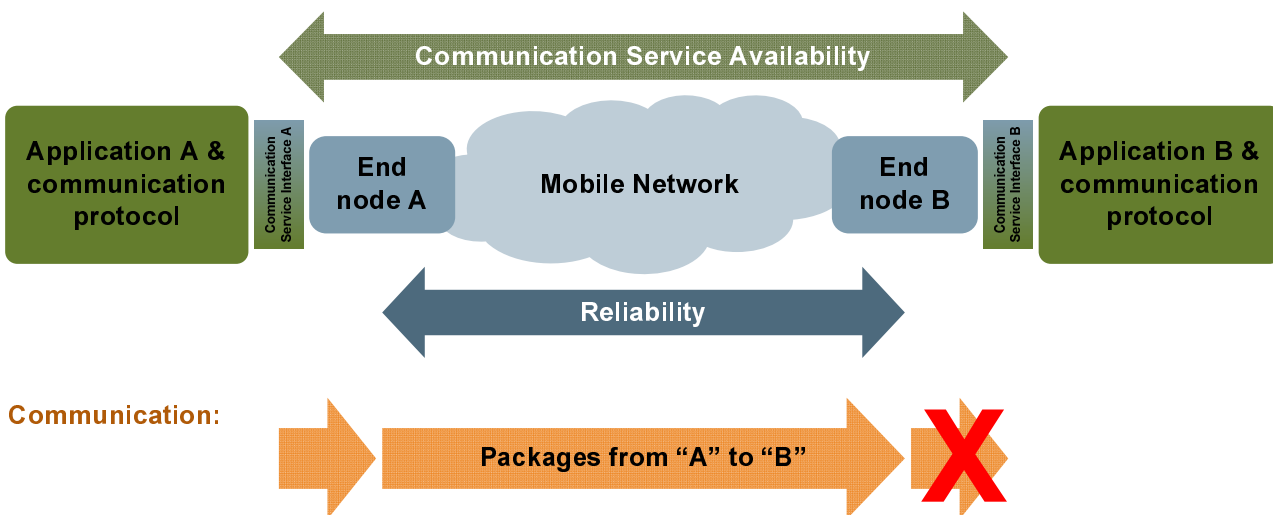 Communication Service Availability
Application A &
communication
protocol
Communication
Service Interface A
End
node A
Mobile Network
End
node B
Communication
Service Interface B
Application B &
communication
protocol
Reliability
Communication:
Packages from “A” to “B”
X